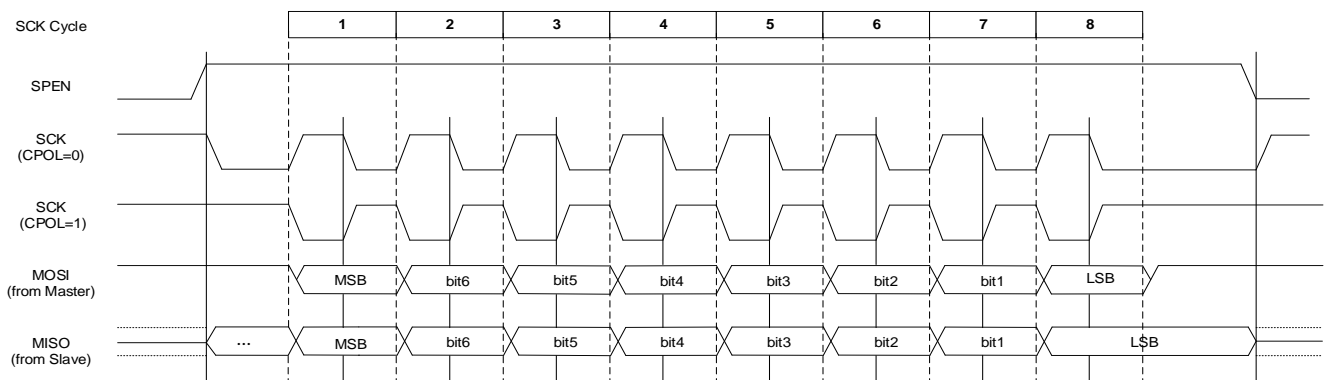 SCK Cycle 1 2 3 4 5 6 7 8
SPEN
SCK
(CPOL=0)
SCK
(CPOL=1)
MOSI
(from Master)
MSB bit6 bit5 bit4 bit3 bit2 bit1 LSB
MISO
(from Slave)
... MSB bit6 bit5 bit4 bit3 bit2 bit1 LSB